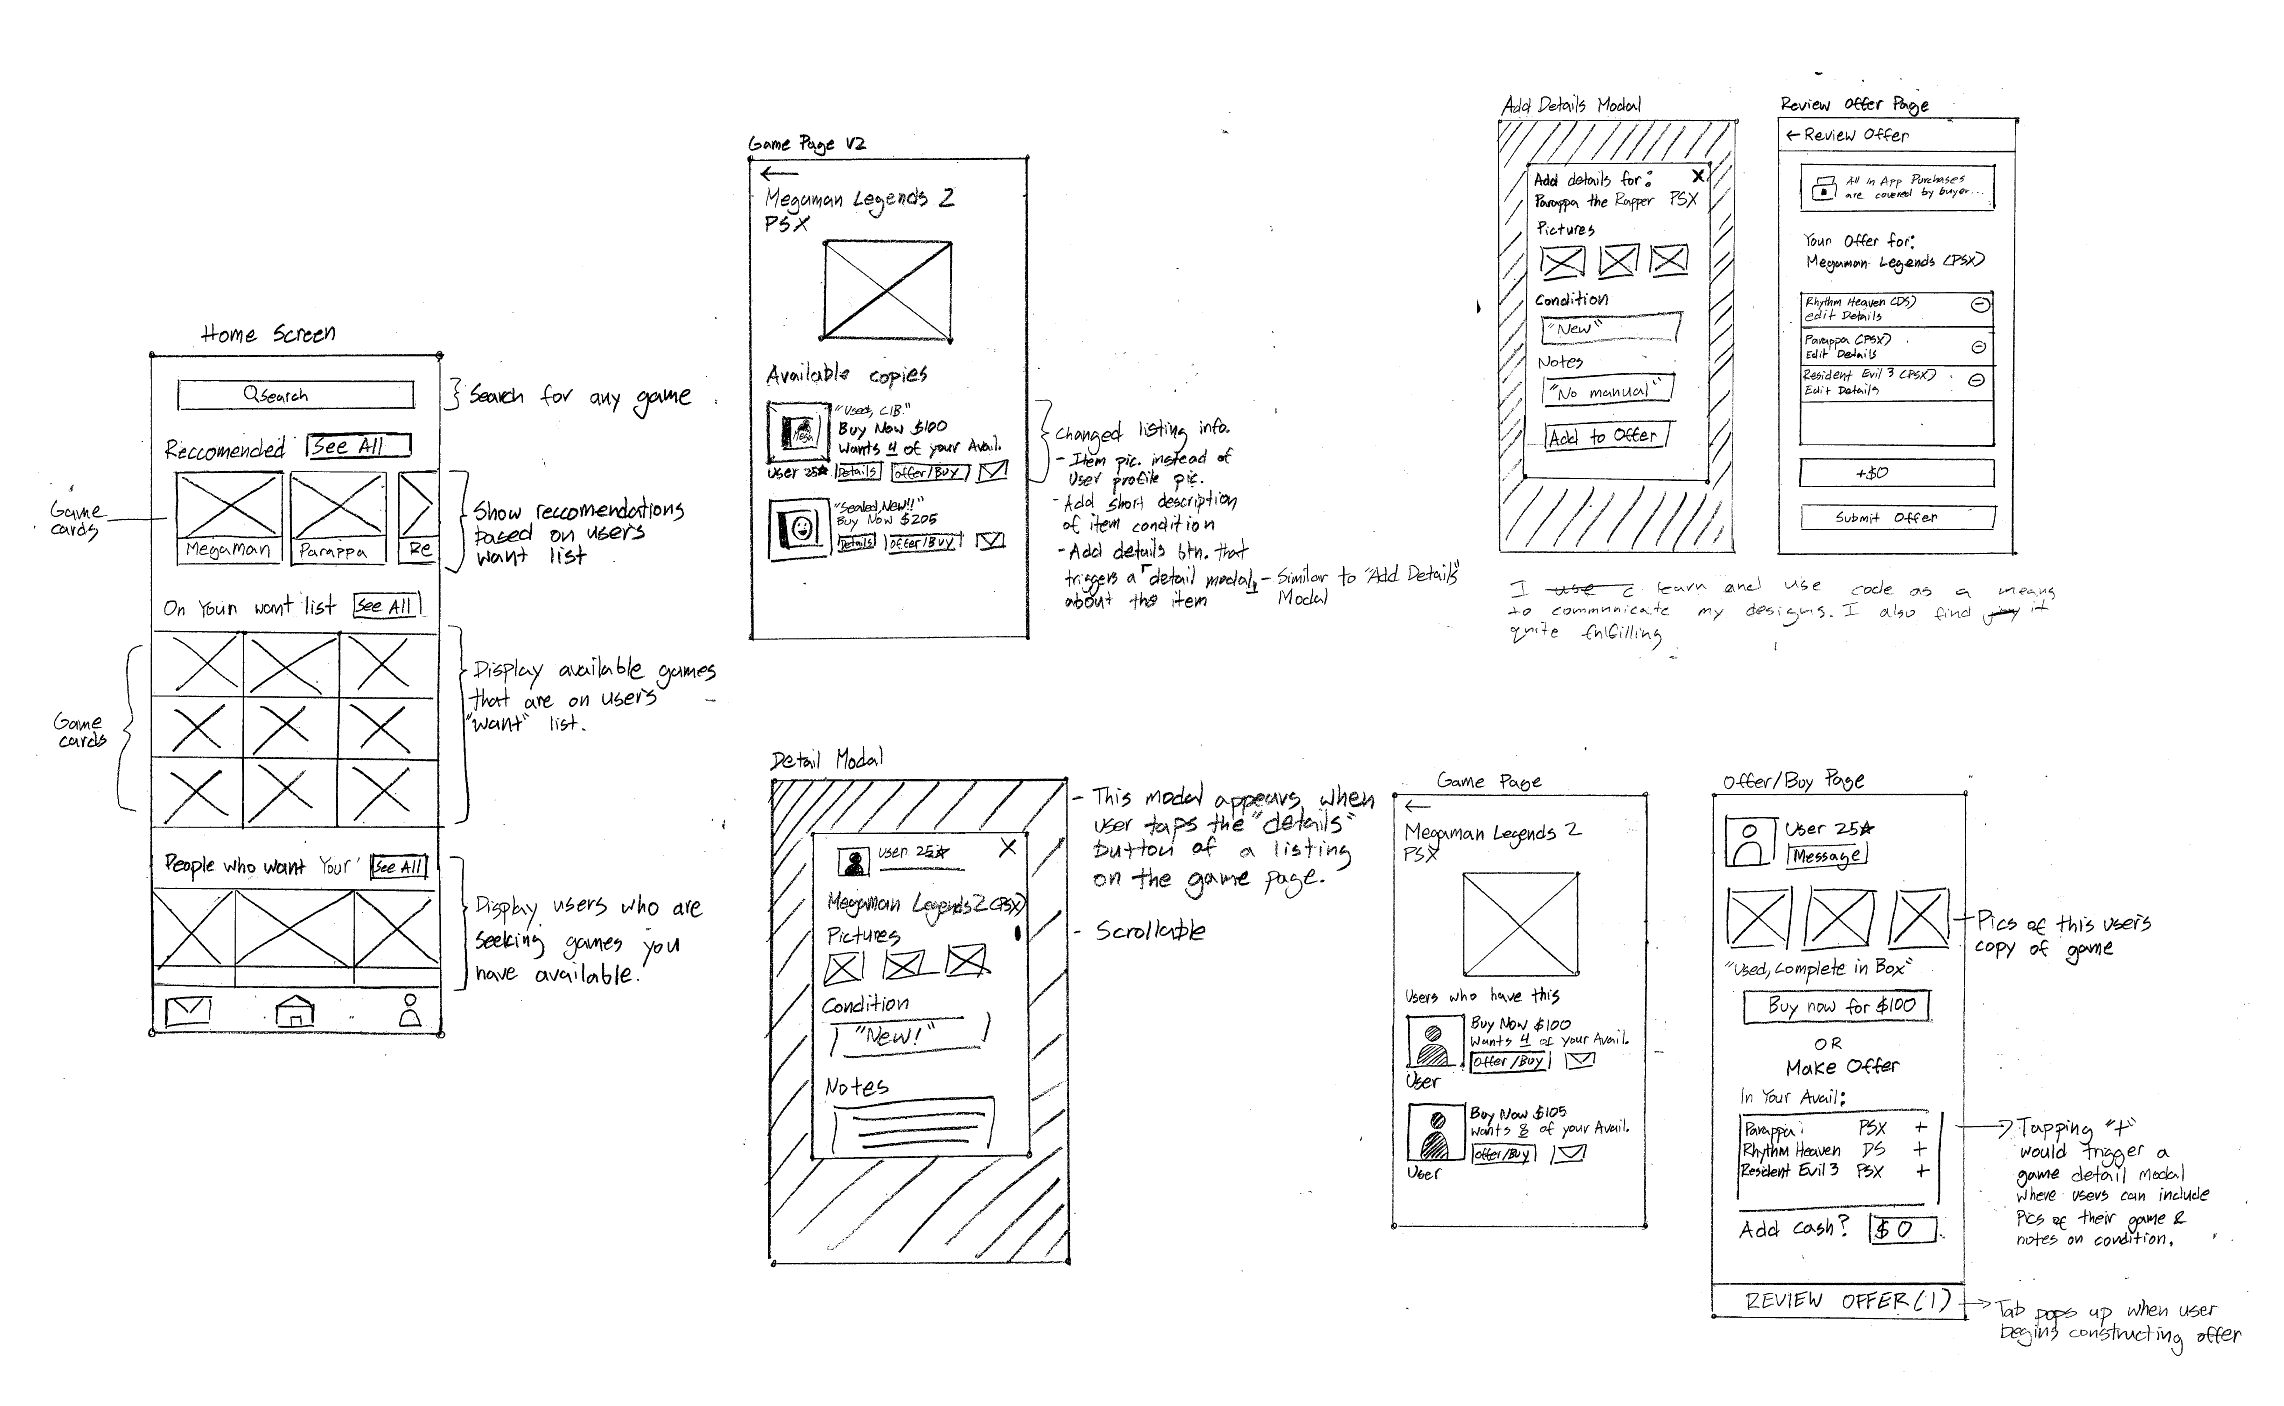 Home Screen
Search
Search for any game
Reccomended
See All
Game
cards
Megaman
Parappa
Re
Show reccomendations
based on users
want list
On Your want list
See All
Game
cards
Display available games
that are on users
"want" list.
People who want Your
See All
Display users who are
seeking games you
have available.
Game Page V2
←
Megaman Legends 2
PSX
Available copies
"Used, CIB."
Buy Now $100
Wants 4 of your Avail.
User 25★
Details
Offer/Buy
"Sealed, New!!"
Buy Now $205
Details
Offer/Buy
Changed listing info.
- Item pic. instead of
User profile pic.
- Add short description
of item condition
- Add details btn. that
triggers a "detail modal"
about the item
- Similar to "Add Details"
Modal
Detail Modal
User 25★
X
Megaman Legends 2 (PSX)
Pictures
Condition
"New!"
Notes
- This modal appears when
user taps the "details"
button of a listing
on the game page.
- Scrollable
Add Details Modal
Add details for:
X
Parappa the Rapper PSX
Pictures
Condition
"New"
Notes
"No manual"
Add to Offer
Review Offer Page
← Review Offer
All In App Purchases
are covered by buyer...
Your Offer for:
Megaman Legends (PSX)
Rhythm Heaven (DS)
edit Details
Parappa (PSX)
Edit Details
Resident Evil 3 (PSX)
Edit Details
+$0
Submit Offer
I use c learn and use code as a means
to communicate my designs. I also find joy it
quite fulfilling
Game Page
←
Megaman Legends 2
PSX
Users who have this
Buy Now $100
Wants 4 of your Avail.
Offer/Buy
User
Buy Now $105
Wants 8 of your Avail.
Offer/Buy
User
Offer/Buy Page
User 25★
Message
Pics of this users
copy of game
"Used, Complete in Box"
Buy now for $100
OR
Make Offer
In Your Avail:
Parappa PSX +
Rhythm Heaven DS +
Resident Evil 3 PSX +
Tapping "+"
would trigger a
game detail modal
where users can include
Pics of their game &
notes on condition.
Add cash? $0
REVIEW OFFER (1)
Tab pops up when user
begins constructing offer